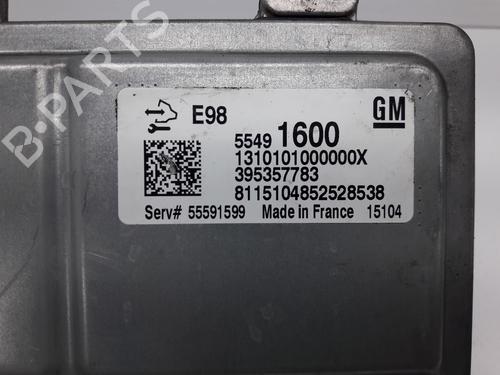 E98
GM
5549 1600
1310101000000X
395357783
8115104852528538
Serv# 55591599 Made in France 15104
B-PARTS